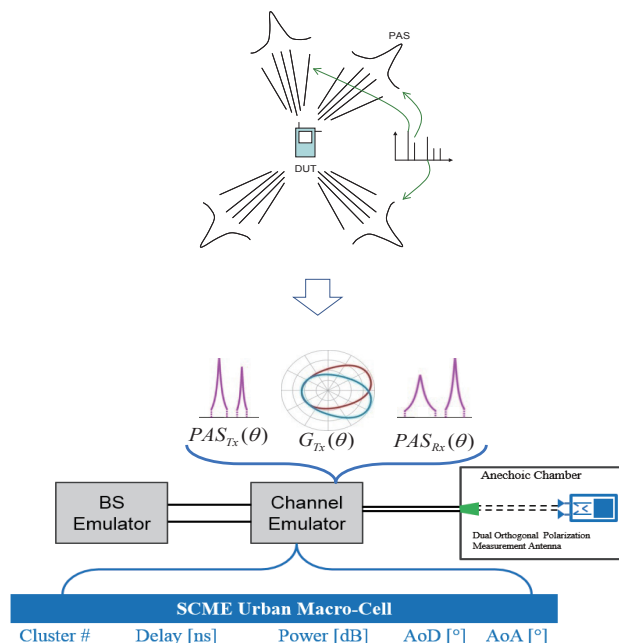 PAS
DUT
PAS_Tx(θ) G_Tx(θ) PAS_Rx(θ)
Anechoic Chamber
BS
Emulator
Channel
Emulator
Dual Orthogonal Polarization
Measurement Antenna
SCME Urban Macro-Cell
Cluster # Delay [ns] Power [dB] AoD [°] AoA [°]